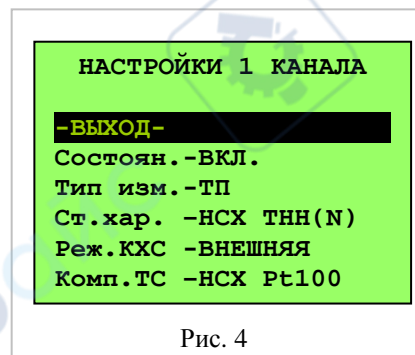 НАСТРОЙКИ 1 КАНАЛА
-ВЫХОД-
Состоян.-ВКЛ.
Тип изм.-ТП
Ст.хар. –НСХ ТНН(N)
Реж.КХС -ВНЕШНЯЯ
Комп.ТС –НСХ Pt100
Рис. 4